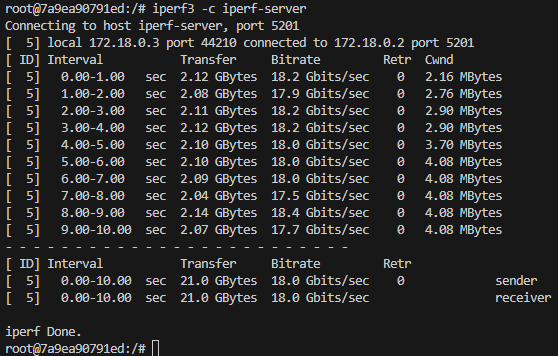 root@7a9ea90791ed:/# iperf3 -c iperf-server
Connecting to host iperf-server, port 5201
[  5] local 172.18.0.3 port 44210 connected to 172.18.0.2 port 5201
[ ID] Interval           Transfer     Bitrate         Retr  Cwnd
[  5]   0.00-1.00   sec  2.12 GBytes  18.2 Gbits/sec    0   2.16 MBytes
[  5]   1.00-2.00   sec  2.08 GBytes  17.9 Gbits/sec    0   2.76 MBytes
[  5]   2.00-3.00   sec  2.11 GBytes  18.2 Gbits/sec    0   2.90 MBytes
[  5]   3.00-4.00   sec  2.12 GBytes  18.2 Gbits/sec    0   2.90 MBytes
[  5]   4.00-5.00   sec  2.10 GBytes  18.0 Gbits/sec    0   3.70 MBytes
[  5]   5.00-6.00   sec  2.10 GBytes  18.0 Gbits/sec    0   4.08 MBytes
[  5]   6.00-7.00   sec  2.09 GBytes  18.0 Gbits/sec    0   4.08 MBytes
[  5]   7.00-8.00   sec  2.04 GBytes  17.5 Gbits/sec    0   4.08 MBytes
[  5]   8.00-9.00   sec  2.14 GBytes  18.4 Gbits/sec    0   4.08 MBytes
[  5]   9.00-10.00  sec  2.07 GBytes  17.7 Gbits/sec    0   4.08 MBytes
- - - - - - - - - - - - - - - - - - - - - - - - -
[ ID] Interval           Transfer     Bitrate         Retr
[  5]   0.00-10.00  sec  21.0 GBytes  18.0 Gbits/sec    0             sender
[  5]   0.00-10.00  sec  21.0 GBytes  18.0 Gbits/sec                  receiver
iperf Done.
root@7a9ea90791ed:/#